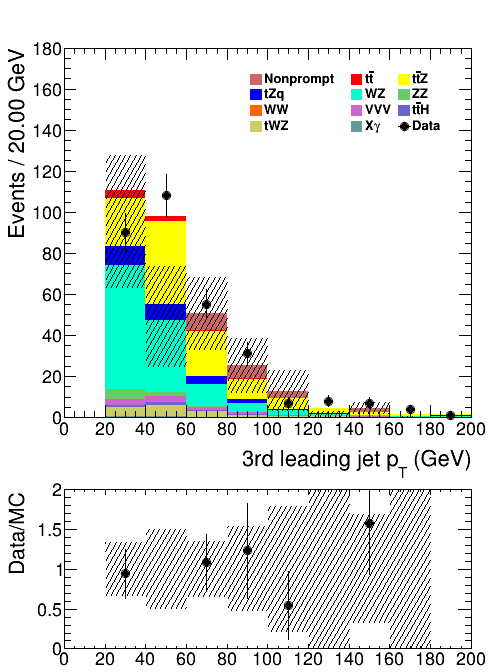 180
160
140
120
100
80
60
40
20
0
Events / 20.00 GeV
Nonprompt tt̄ tt̄Z
tZq WZ ZZ
WW VVV tt̄H
tWZ Xγ Data
0 20 40 60 80 100 120 140 160 180 200
3rd leading jet p_T (GeV)
2
1.5
1
0.5
0
Data/MC
0 20 40 60 80 100 120 140 160 180 200